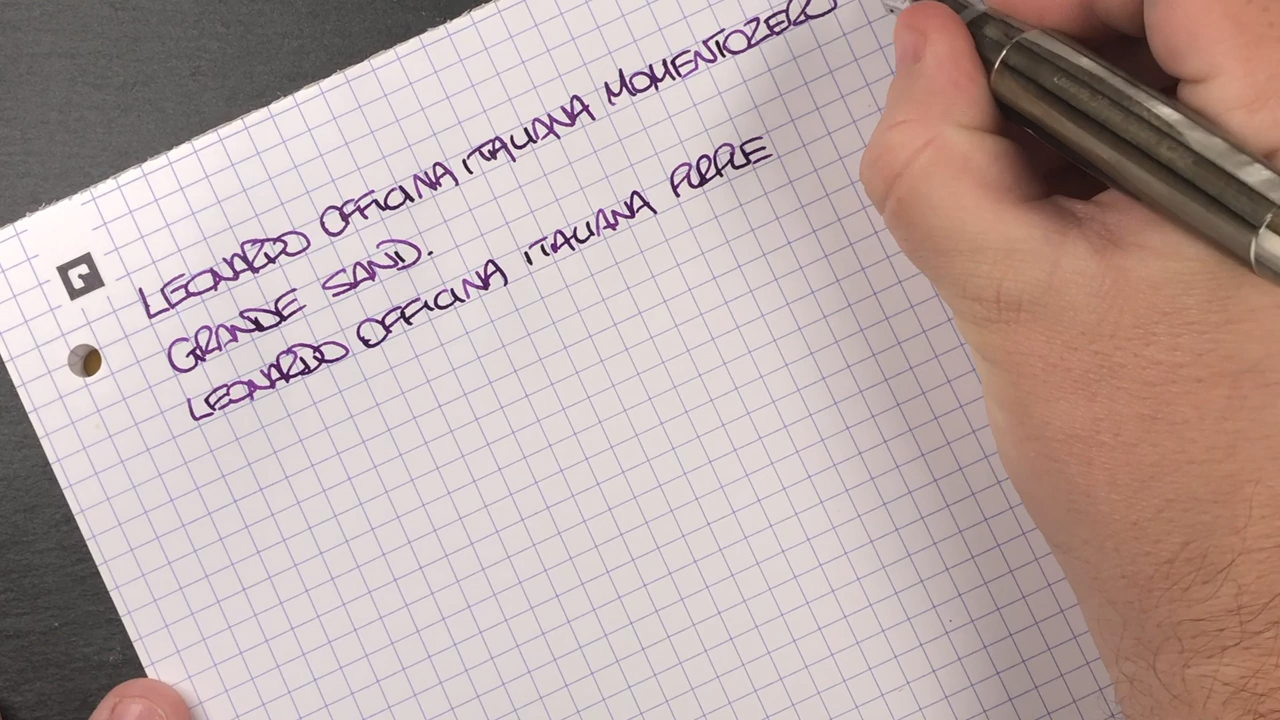 LEONARDO OFFICINA ITALIANA MOMENTOZERO
GRANDE SAND.
LEONARDO OFFICINA ITALIANA PURPLE